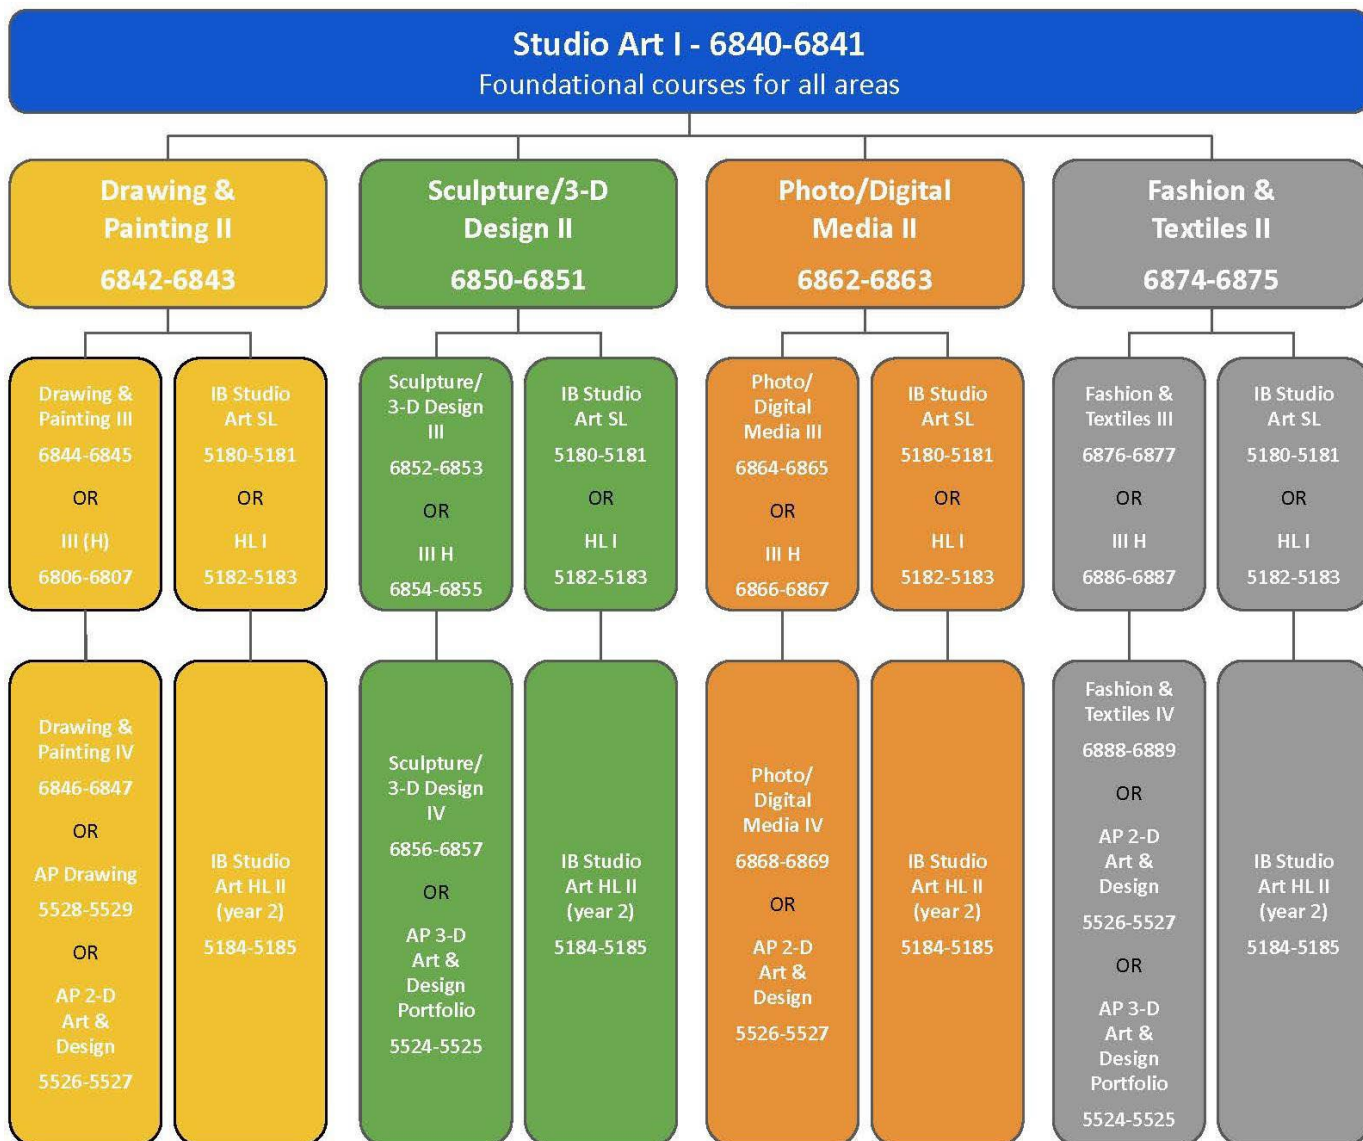 Studio Art I - 6840-6841
Foundational courses for all areas
Drawing &
Painting II
6842-6843
Sculpture/3-D
Design II
6850-6851
Photo/Digital
Media II
6862-6863
Fashion &
Textiles II
6874-6875
Drawing &
Painting III
6844-6845
OR
III (H)
6806-6807
IB Studio
Art SL
5180-5181
OR
HL I
5182-5183
Sculpture/
3-D Design
III
6852-6853
OR
III H
6854-6855
IB Studio
Art SL
5180-5181
OR
HL I
5182-5183
Photo/
Digital
Media III
6864-6865
OR
III H
6866-6867
IB Studio
Art SL
5180-5181
OR
HL I
5182-5183
Fashion &
Textiles III
6876-6877
OR
III H
6886-6887
IB Studio
Art SL
5180-5181
OR
HL I
5182-5183
Drawing &
Painting IV
6846-6847
OR
AP Drawing
5528-5529
OR
AP 2-D
Art &
Design
5526-5527
IB Studio
Art HL II
(year 2)
5184-5185
Sculpture/
3-D Design
IV
6856-6857
OR
AP 3-D
Art &
Design
Portfolio
5524-5525
IB Studio
Art HL II
(year 2)
5184-5185
Photo/
Digital
Media IV
6868-6869
OR
AP 2-D
Art &
Design
5526-5527
IB Studio
Art HL II
(year 2)
5184-5185
Fashion &
Textiles IV
6888-6889
OR
AP 2-D
Art &
Design
5526-5527
OR
AP 3-D
Art &
Design
Portfolio
5524-5525
IB Studio
Art HL II
(year 2)
5184-5185